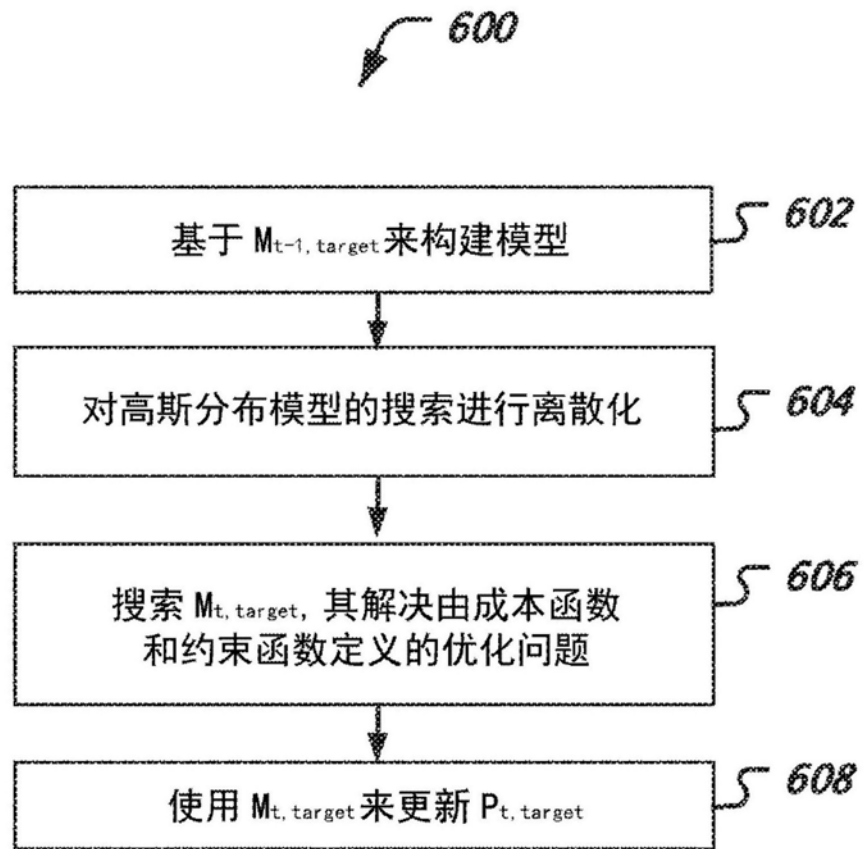 600
基于 Mt-1, target 来构建模型
602
对高斯分布模型的搜索进行离散化
604
搜索 Mt, target, 其解决由成本函数
和约束函数定义的优化问题
606
使用 Mt, target 来更新 Pt, target
608